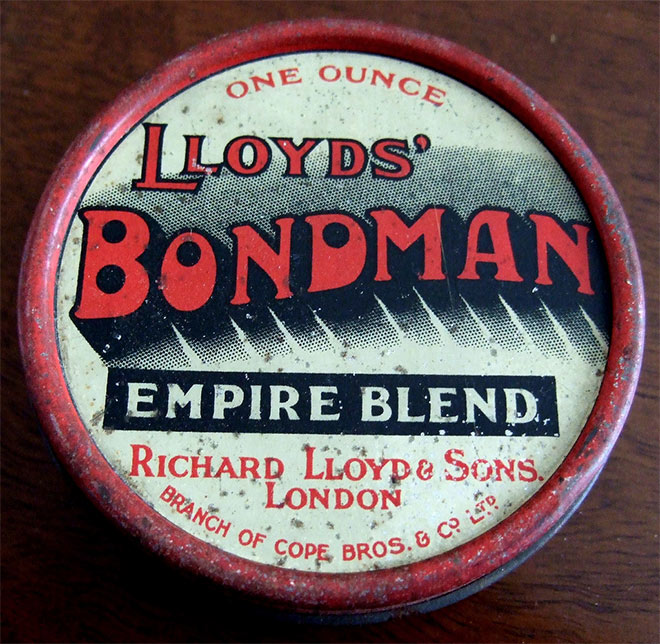 ONE OUNCE
LLOYDS'
BONDMAN
EMPIRE BLEND
RICHARD LLOYD & SONS.
LONDON
BRANCH OF COPE BROS. & CO LTD